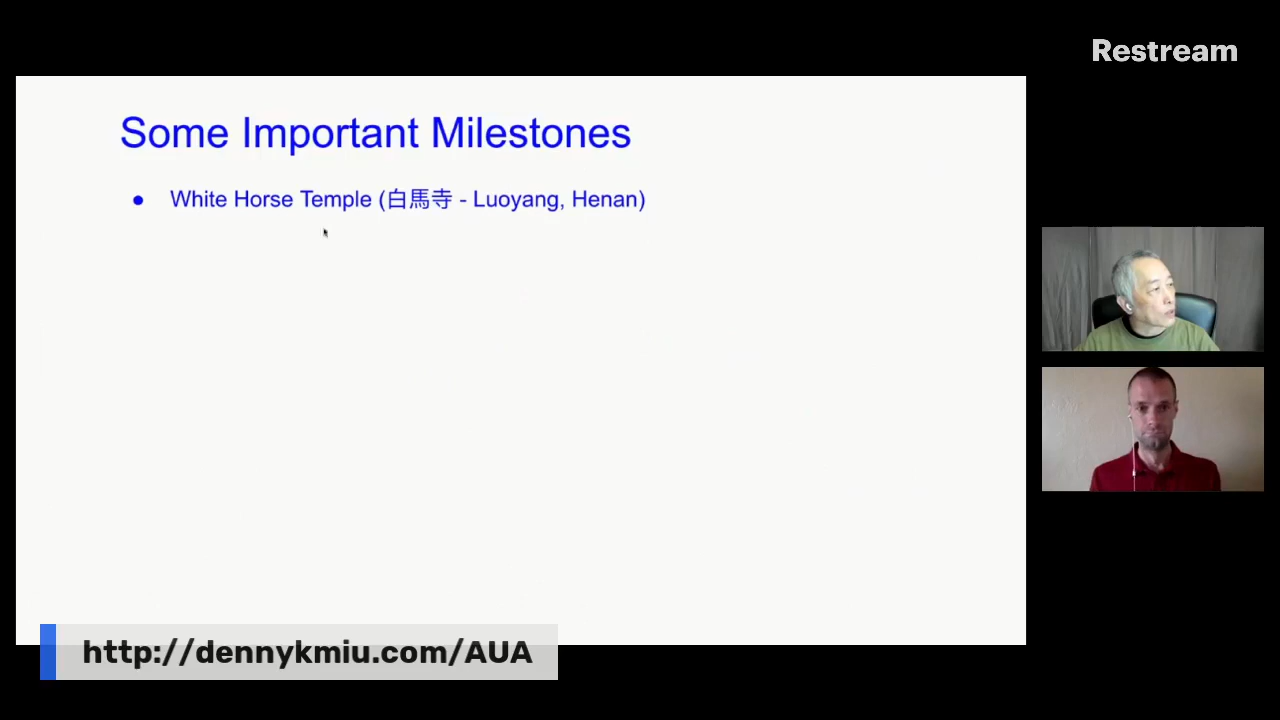 Restream
Some Important Milestones
● White Horse Temple (白馬寺 - Luoyang, Henan)
http://dennykmiu.com/AUA